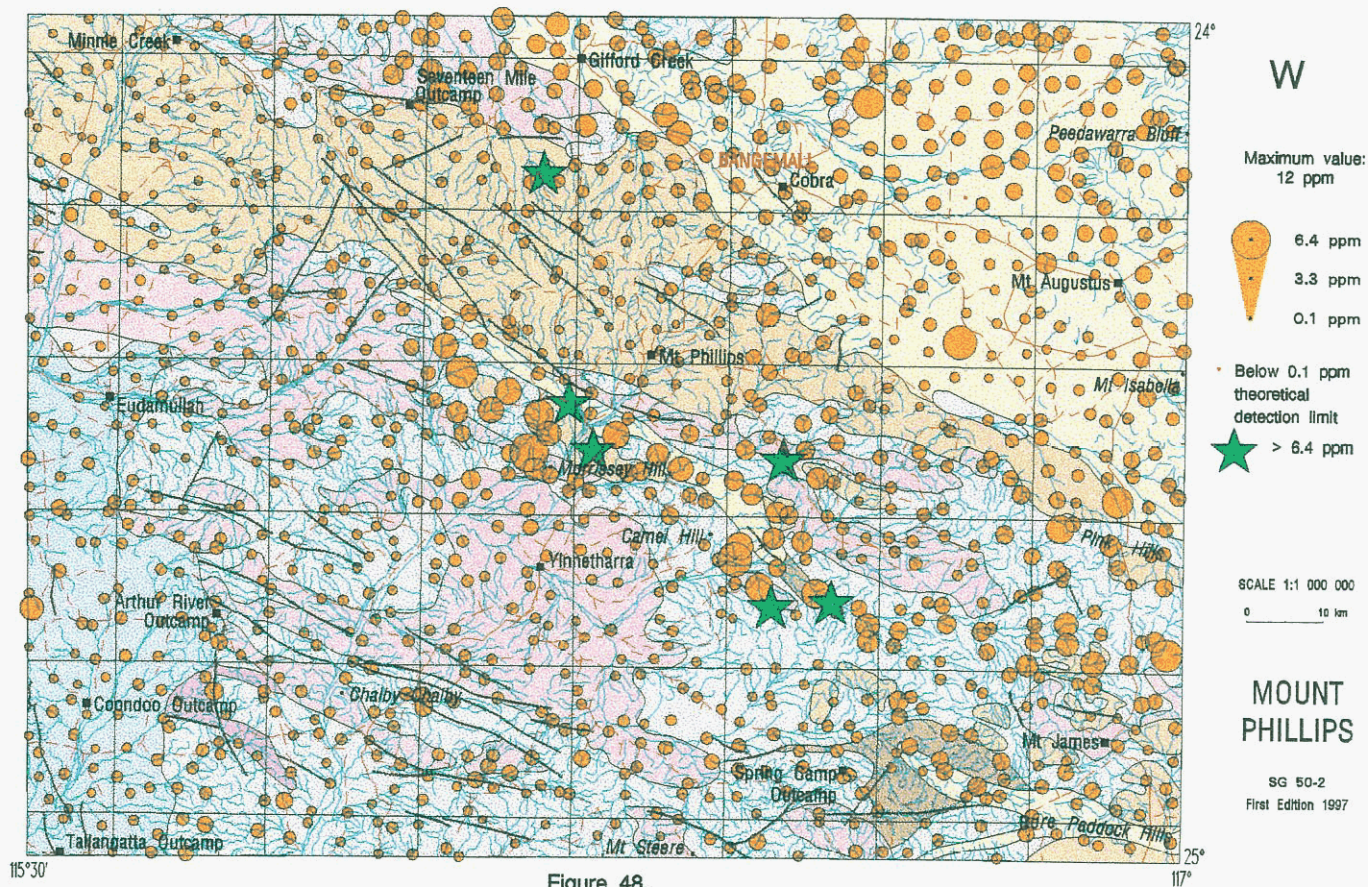 24°
Minnie Creek
Gifford Creek
Seventeen Mile
Outcamp
Peedawarra Bluff
BANGEMALL
Cobra
Mt Augustus
Mt Phillips
Mt Isabella
Eudamullah
Morrissey Hill
Camel Hill
Pink Hills
Yinnetharra
Arthur River
Outcamp
Chalby Chalby
Coondoo Outcamp
Mt James
Spring Camp
Outcamp
Bare Paddock Hills
Tallangatta Outcamp
Mt Steere
25°
115°30'
117°
Figure 48
W
Maximum value:
12 ppm
6.4 ppm
3.3 ppm
0.1 ppm
Below 0.1 ppm
theoretical
detection limit
> 6.4 ppm
SCALE 1:1 000 000
0 10 km
MOUNT
PHILLIPS
SG 50-2
First Edition 1997